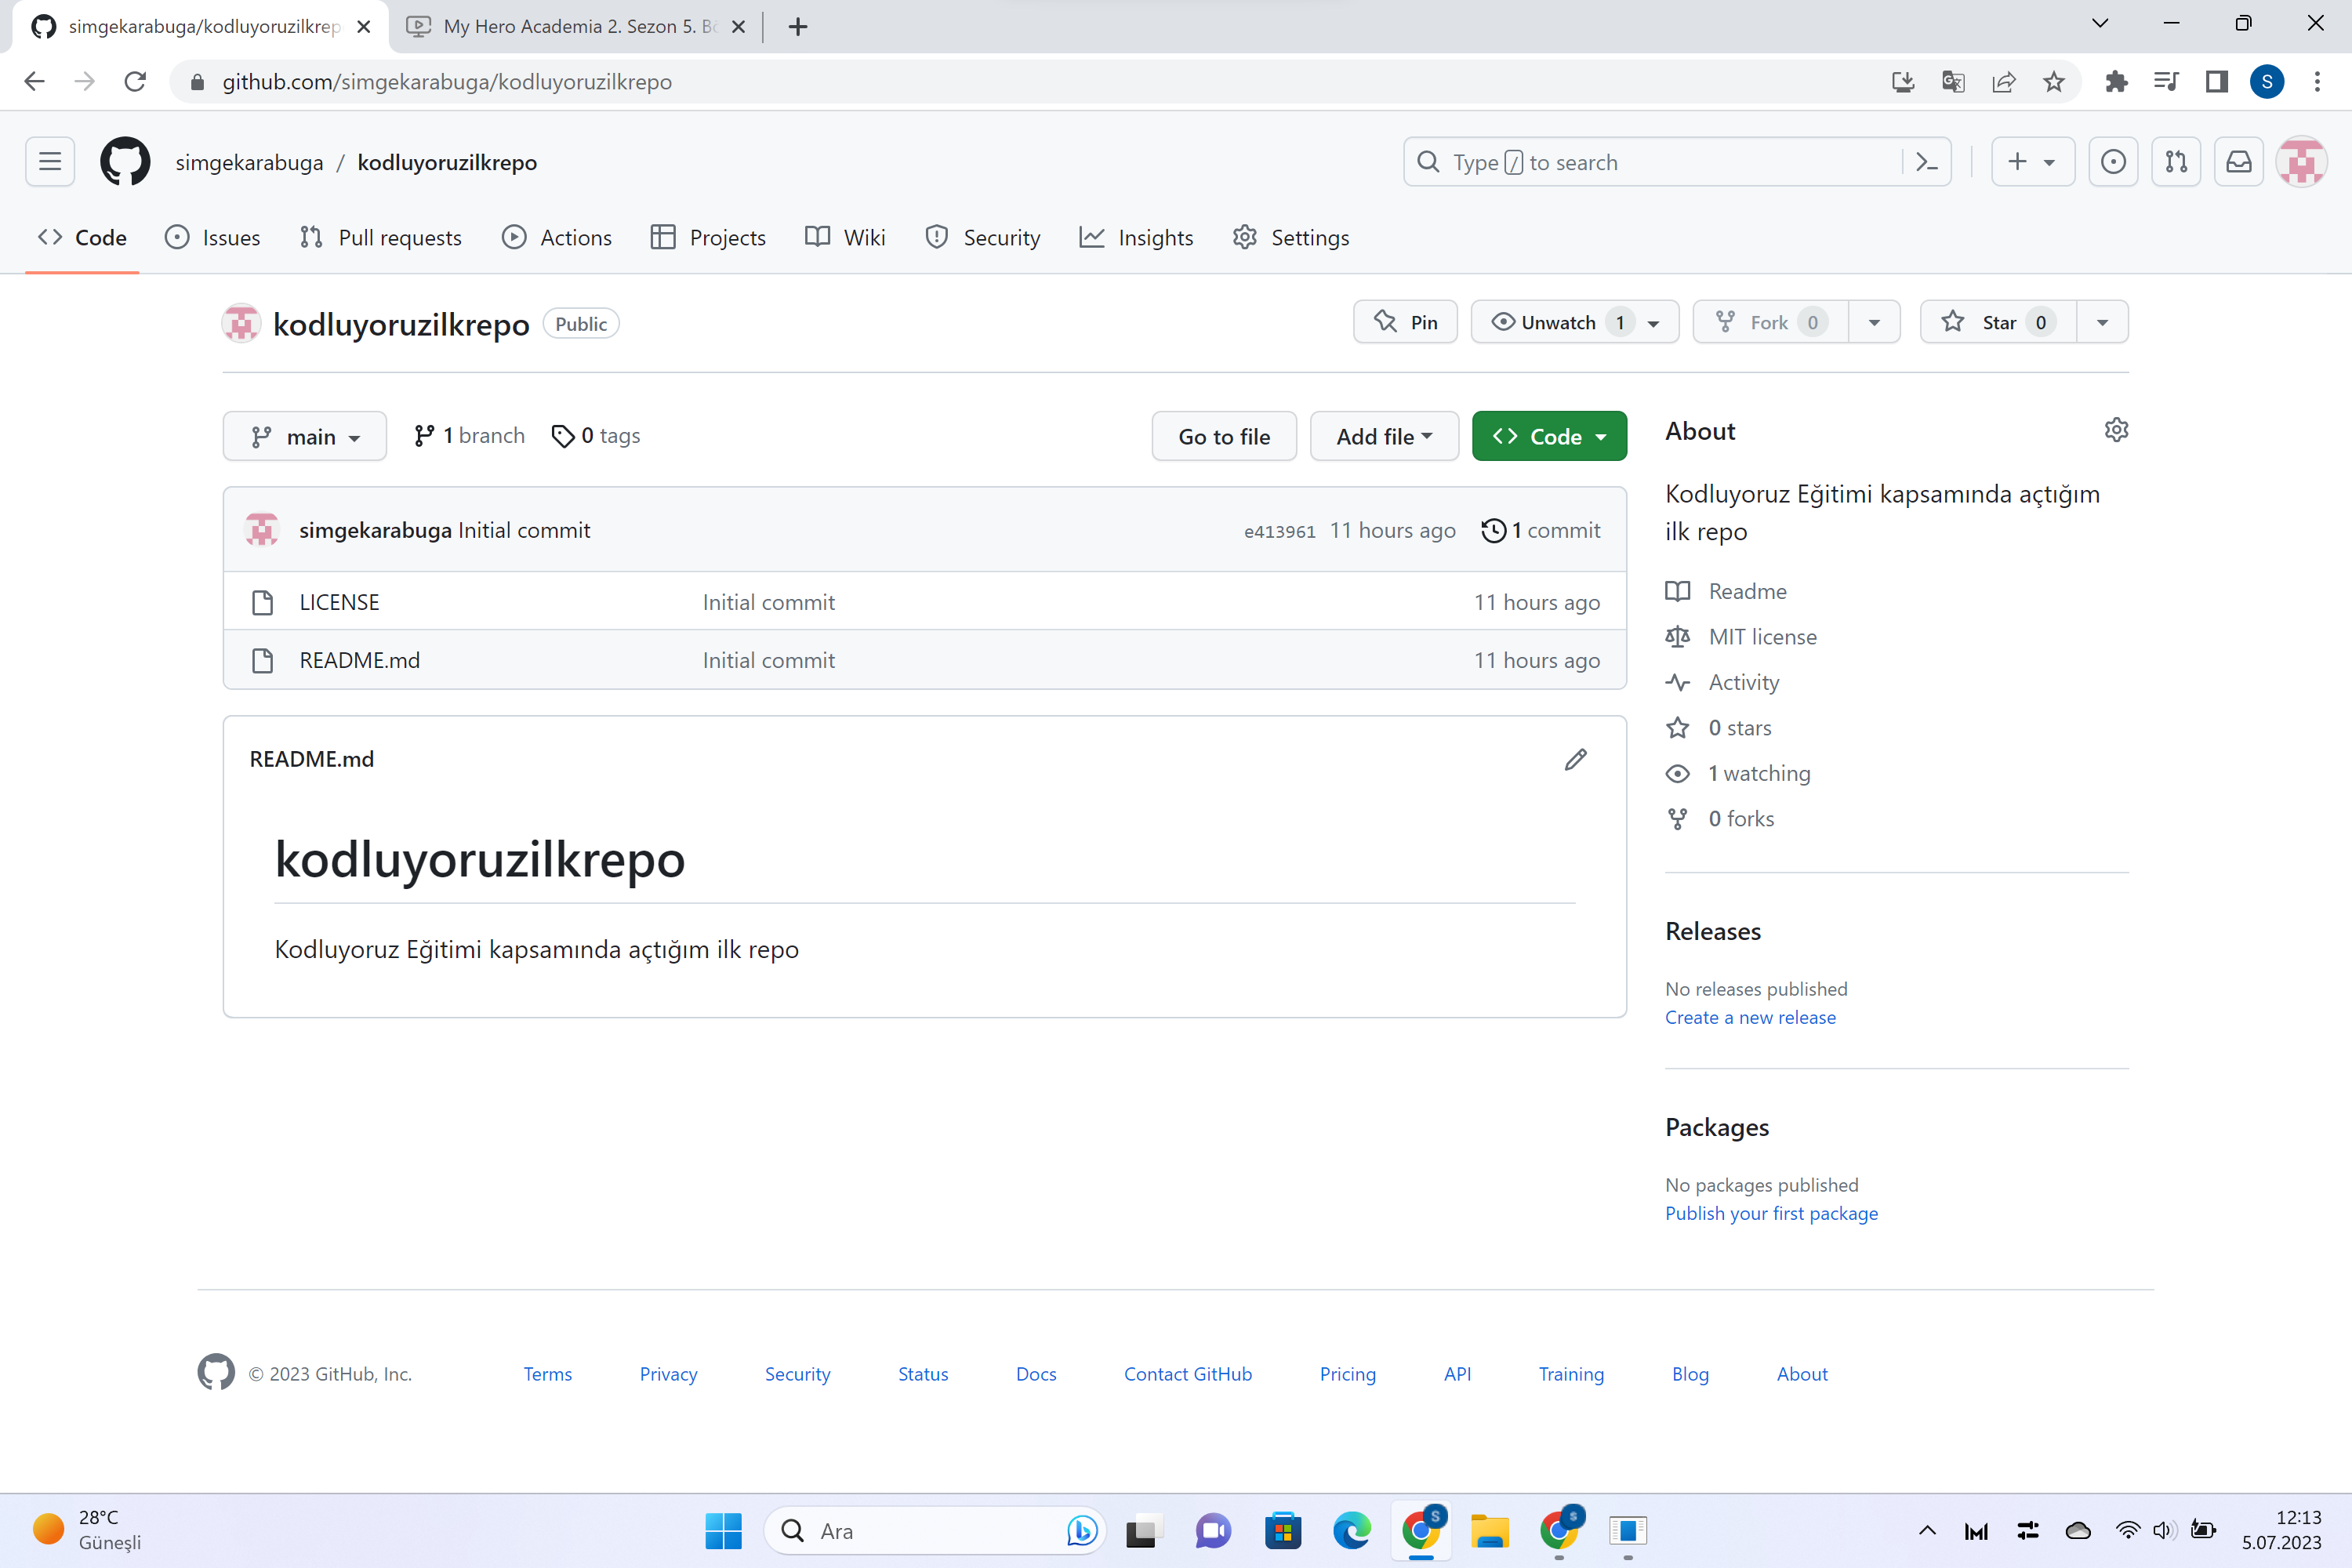 simgekarabuga/kodluyoruzilkrep
My Hero Academia 2. Sezon 5. Bö
github.com/simgekarabuga/kodluyoruzilkrepo
S
simgekarabuga / kodluyoruzilkrepo
Type / to search
Code
Issues
Pull requests
Actions
Projects
Wiki
Security
Insights
Settings
kodluyoruzilkrepo Public
Pin
Unwatch 1
Fork 0
Star 0
main
1 branch
0 tags
Go to file
Add file
Code
simgekarabuga Initial commit
e413961 11 hours ago
1 commit
LICENSE Initial commit 11 hours ago
README.md Initial commit 11 hours ago
README.md
kodluyoruzilkrepo
Kodluyoruz Eğitimi kapsamında açtığım ilk repo
About
Kodluyoruz Eğitimi kapsamında açtığım
ilk repo
Readme
MIT license
Activity
0 stars
1 watching
0 forks
Releases
No releases published
Create a new release
Packages
No packages published
Publish your first package
© 2023 GitHub, Inc.
Terms
Privacy
Security
Status
Docs
Contact GitHub
Pricing
API
Training
Blog
About
28°C
Güneşli
Ara
S
s
12:13
5.07.2023